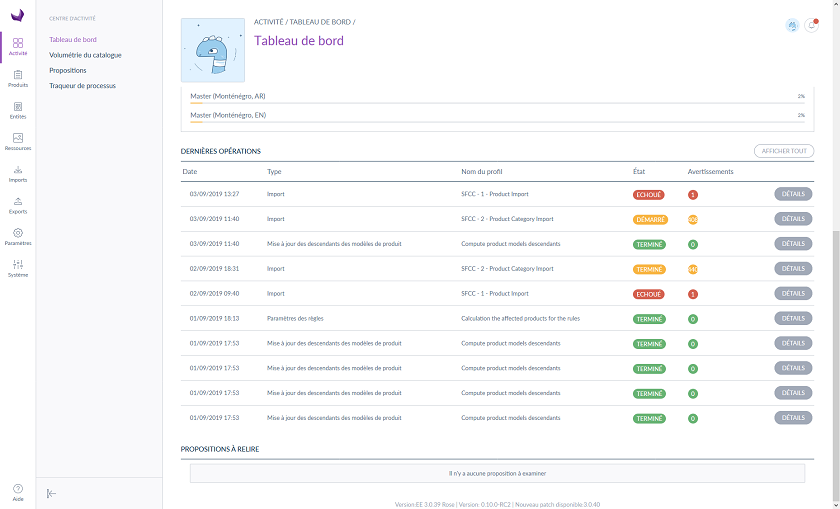 CENTRE D'ACTIVITÉ
Activité
Produits
Entités
Ressources
Imports
Exports
Paramètres
Système
Aide
Tableau de bord
Volumétrie du catalogue
Propositions
Traqueur de processus
ACTIVITÉ / TABLEAU DE BORD /
Tableau de bord
Master (Monténégro, AR) 2%
Master (Monténégro, EN) 2%
DERNIÈRES OPÉRATIONS AFFICHER TOUT
Date Type Nom du profil État Avertissements
03/09/2019 13:27 Import SFCC - 1 - Product Import ECHOUÉ 1 DÉTAILS
03/09/2019 11:40 Import SFCC - 2 - Product Category Import DÉMARRÉ DÉTAILS
03/09/2019 11:40 Mise à jour des descendants des modèles de produit Compute product models descendants TERMINÉ 0 DÉTAILS
02/09/2019 18:31 Import SFCC - 2 - Product Category Import TERMINÉ DÉTAILS
02/09/2019 09:40 Import SFCC - 1 - Product Import ECHOUÉ 1 DÉTAILS
01/09/2019 18:13 Paramètres des règles Calculation the affected products for the rules TERMINÉ 0 DÉTAILS
01/09/2019 17:53 Mise à jour des descendants des modèles de produit Compute product models descendants TERMINÉ 0 DÉTAILS
01/09/2019 17:53 Mise à jour des descendants des modèles de produit Compute product models descendants TERMINÉ 0 DÉTAILS
01/09/2019 17:53 Mise à jour des descendants des modèles de produit Compute product models descendants TERMINÉ 0 DÉTAILS
01/09/2019 17:53 Mise à jour des descendants des modèles de produit Compute product models descendants TERMINÉ 0 DÉTAILS
PROPOSITIONS À RELIRE
Il n'y a aucune proposition à examiner
Version:EE 3.0.39 Rose | Version: 0.10.0-RC2 | Nouveau patch disponible:3.0.40